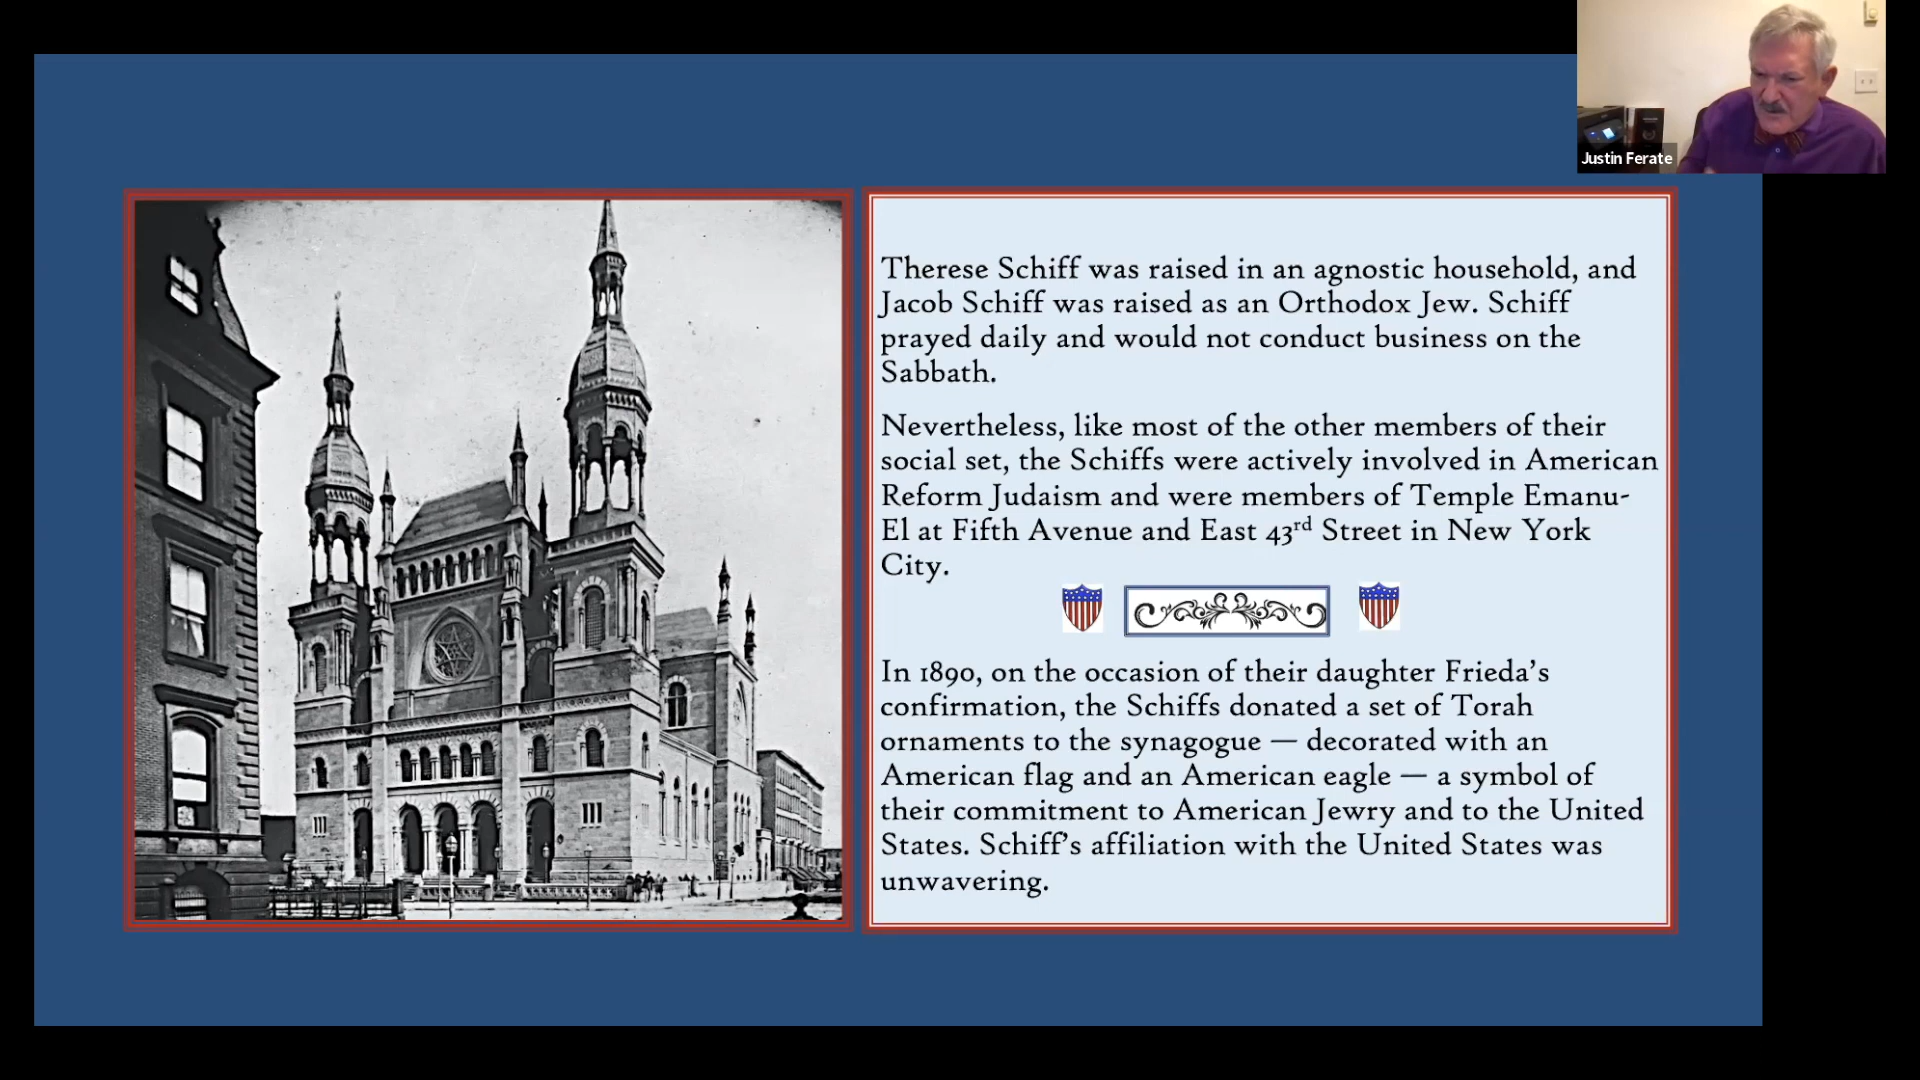 Justin Ferate
Therese Schiff was raised in an agnostic household, and
Jacob Schiff was raised as an Orthodox Jew. Schiff
prayed daily and would not conduct business on the
Sabbath.
Nevertheless, like most of the other members of their
social set, the Schiffs were actively involved in American
Reform Judaism and were members of Temple Emanu-
El at Fifth Avenue and East 43rd Street in New York
City.
In 1890, on the occasion of their daughter Frieda’s
confirmation, the Schiffs donated a set of Torah
ornaments to the synagogue — decorated with an
American flag and an American eagle — a symbol of
their commitment to American Jewry and to the United
States. Schiff’s affiliation with the United States was
unwavering.